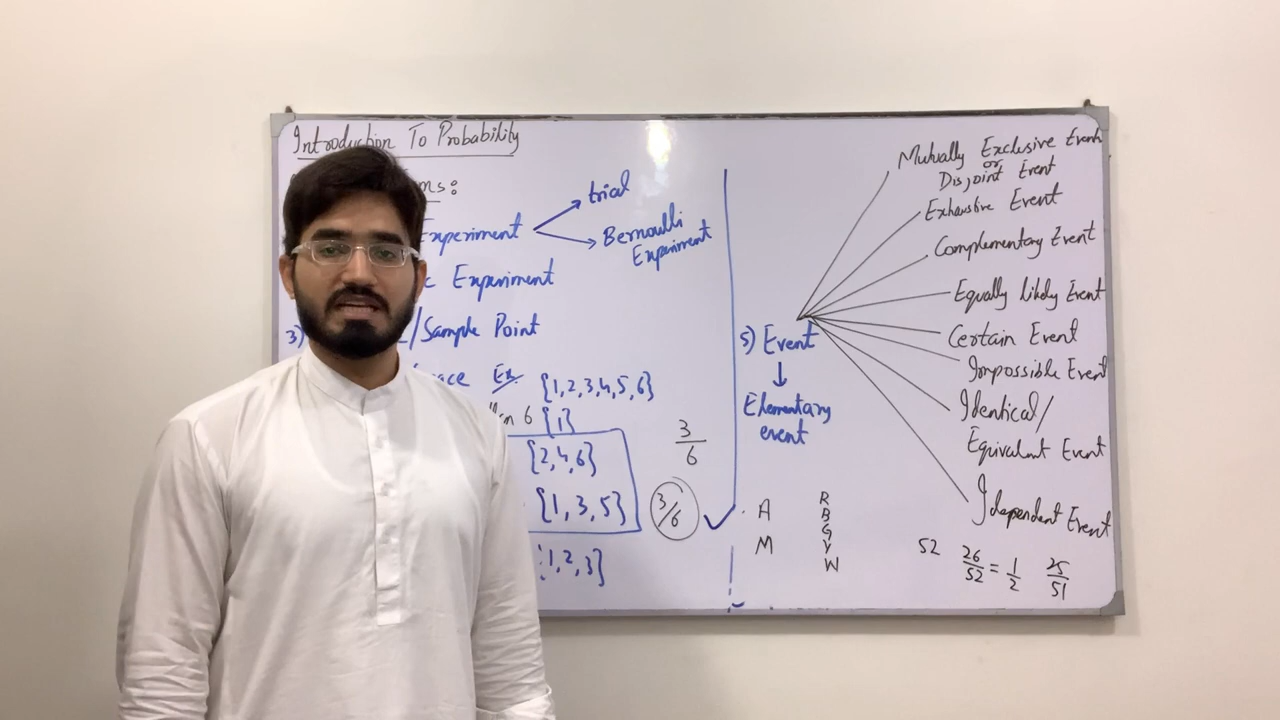 Introduction To Probability
ms:
Experiment
trial
Bernoulli
Experiment
c Experiment
3)
/Sample Point
ace Ex {1,2,3,4,5,6}
6 {1}
{2,4,6}
{1,3,5}
{1,2,3}
3/6
3/6
5) Event
Elementary
event
Mutually Exclusive Event
or
Disjoint Event
Exhaustive Event
Complementary Event
Equally Likely Event
Certain Event
Impossible Event
Identical/
Equivalent Event
Idependent Event
A
M
R
B
G
Y
W
52 26/52 = 1/2 25/51